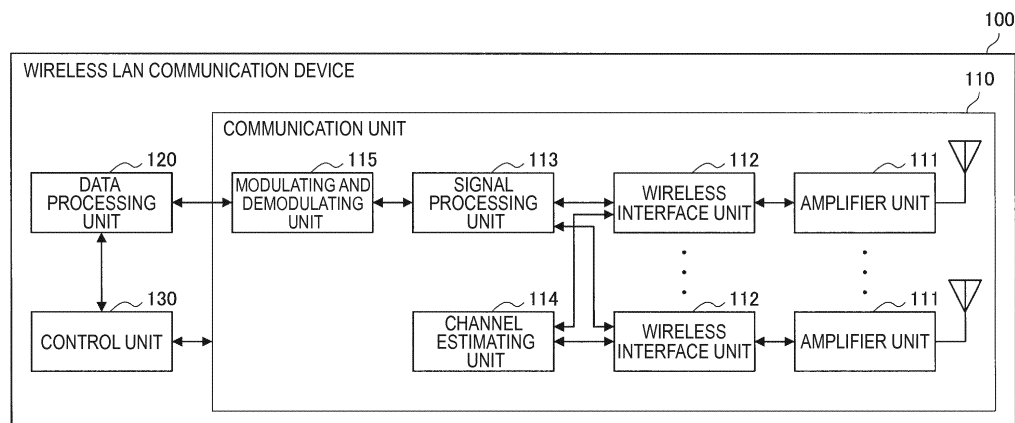 100
WIRELESS LAN COMMUNICATION DEVICE
110
COMMUNICATION UNIT
120
DATA
PROCESSING
UNIT
115
MODULATING AND
DEMODULATING
UNIT
113
SIGNAL
PROCESSING
UNIT
112
WIRELESS
INTERFACE UNIT
111
AMPLIFIER UNIT
130
CONTROL UNIT
114
CHANNEL
ESTIMATING
UNIT
112
WIRELESS
INTERFACE UNIT
111
AMPLIFIER UNIT